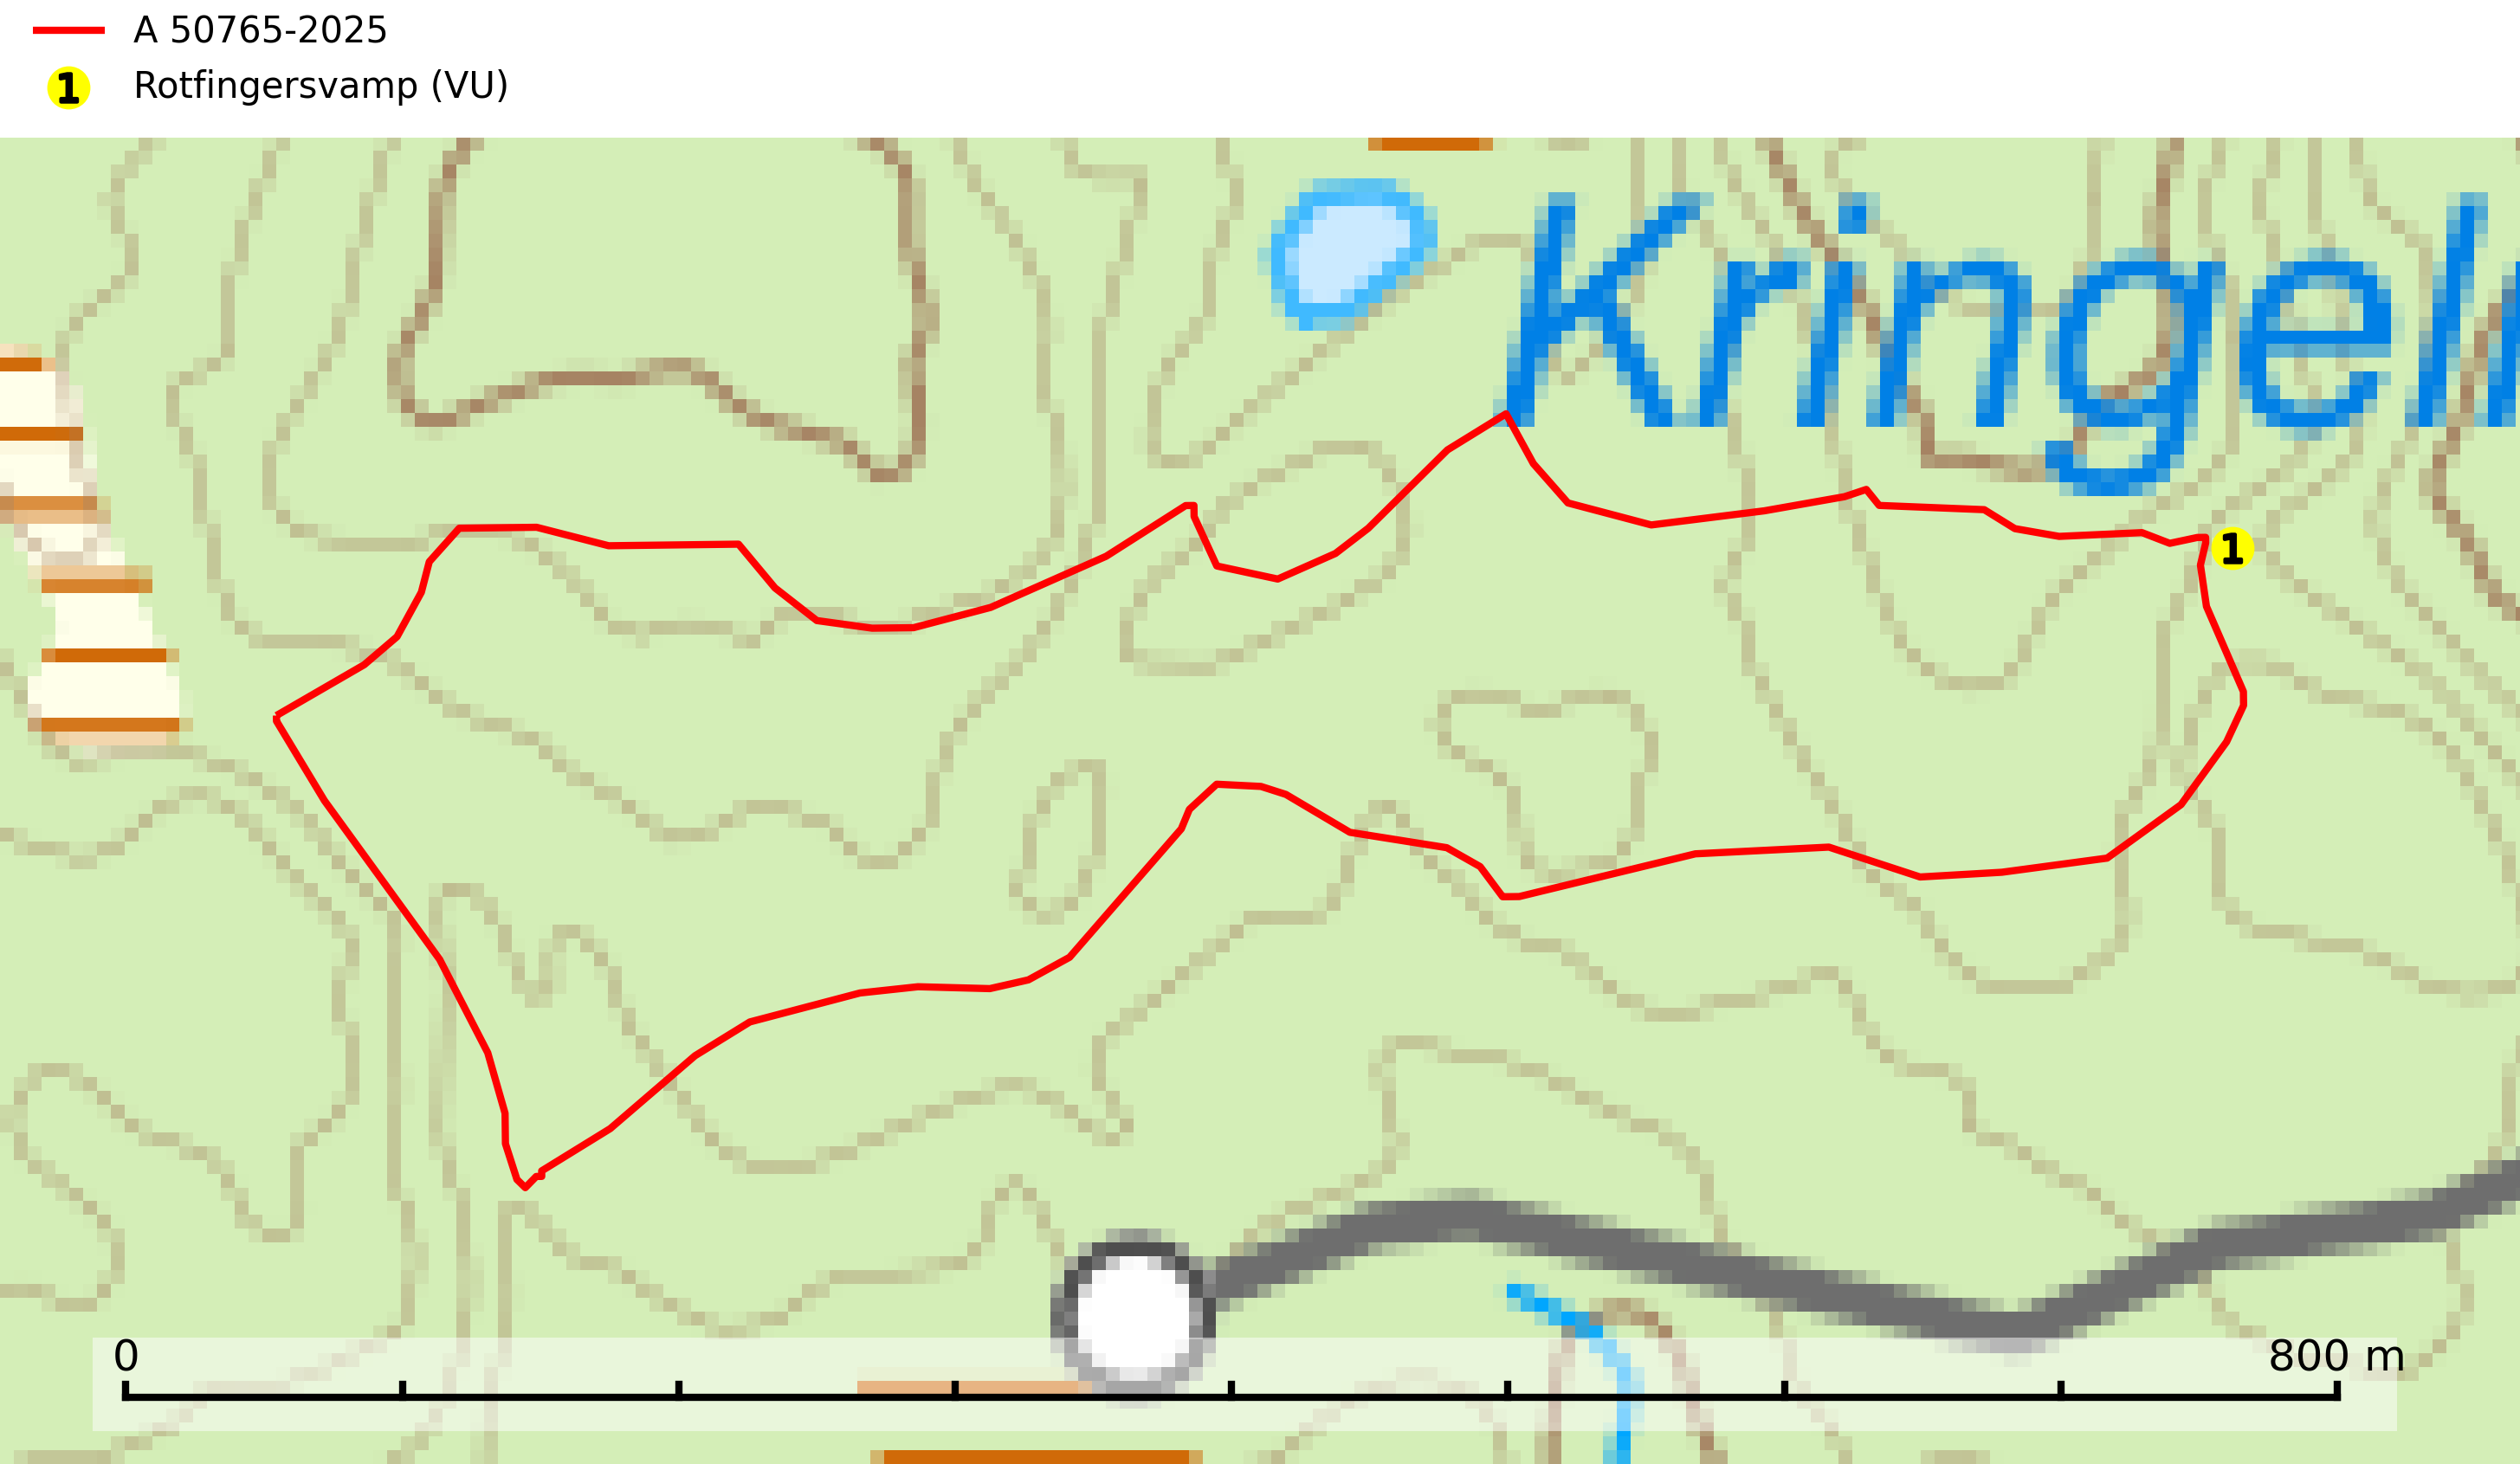 A 50765-2025
1 Rotfingersvamp (VU)
Kringel
1
0 800 m